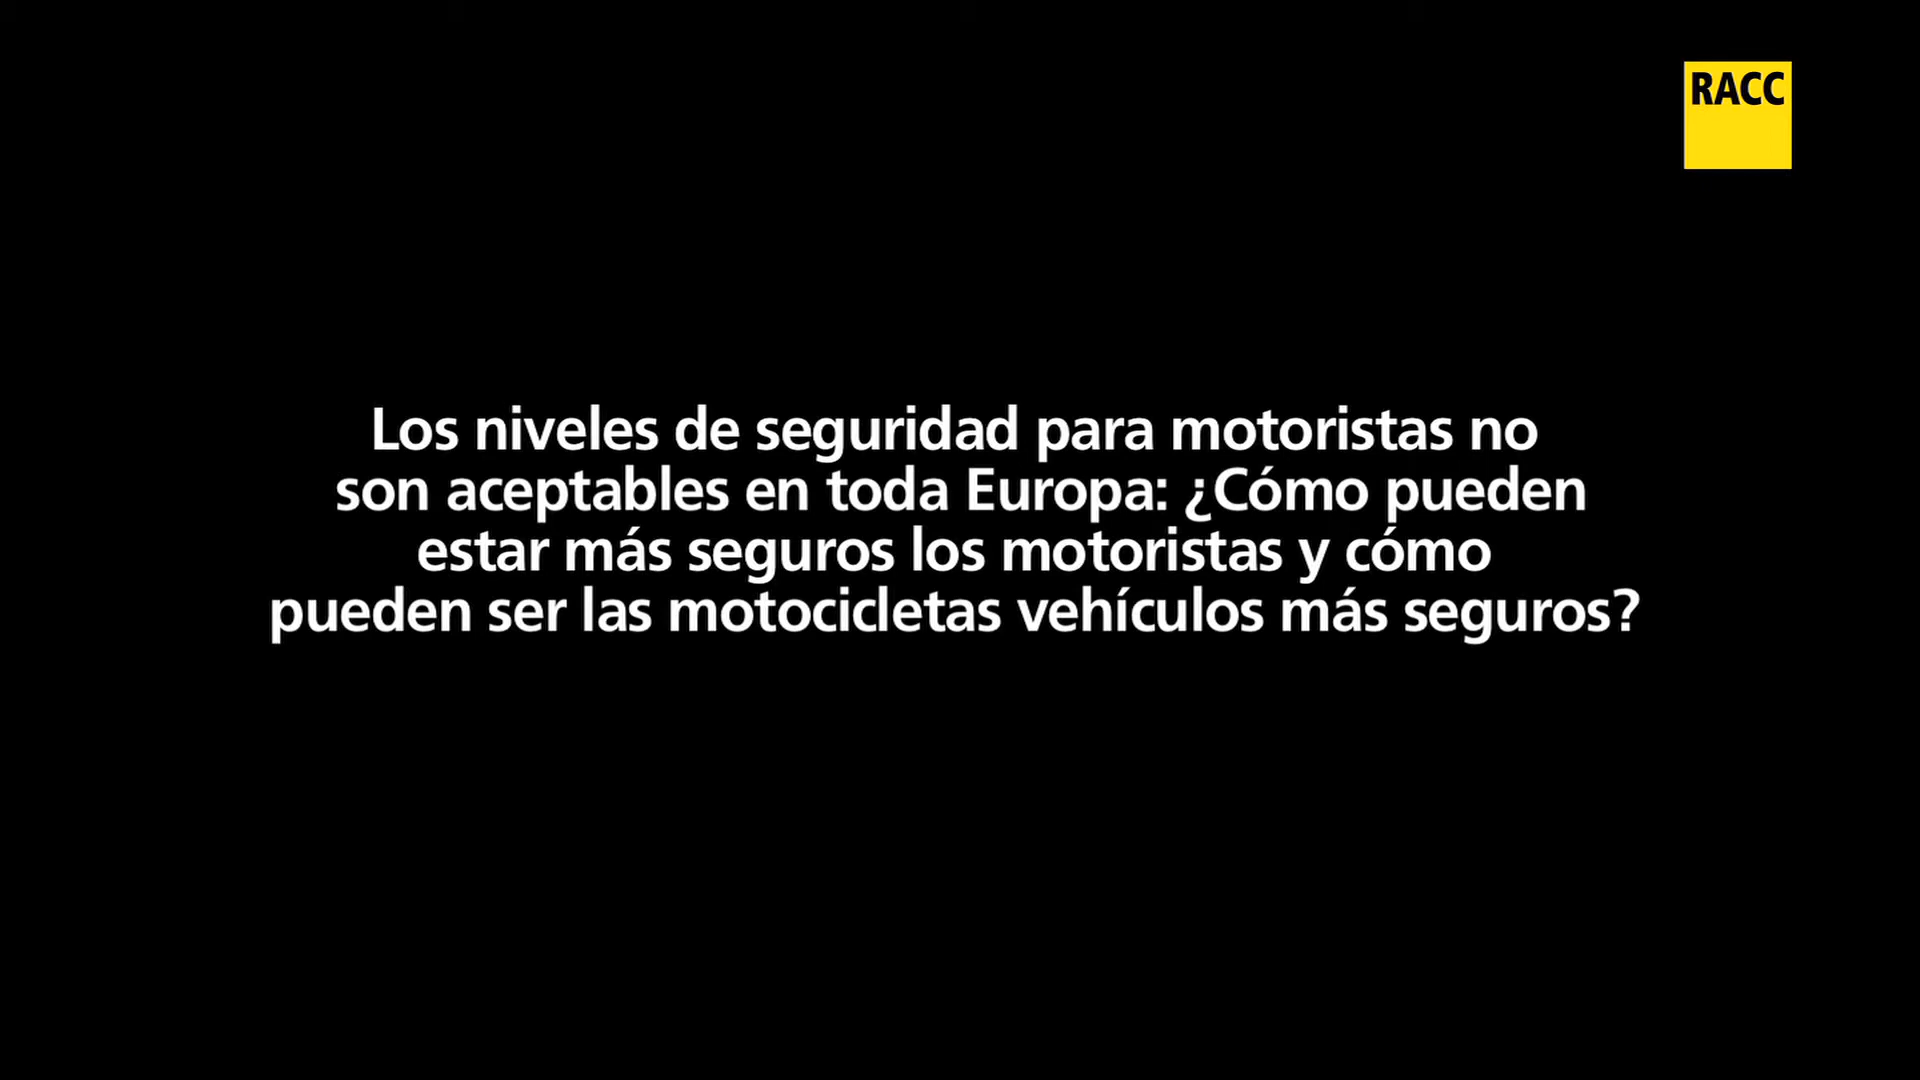 RACC
Los niveles de seguridad para motoristas no
son aceptables en toda Europa: ¿Cómo pueden
estar más seguros los motoristas y cómo
pueden ser las motocicletas vehículos más seguros?